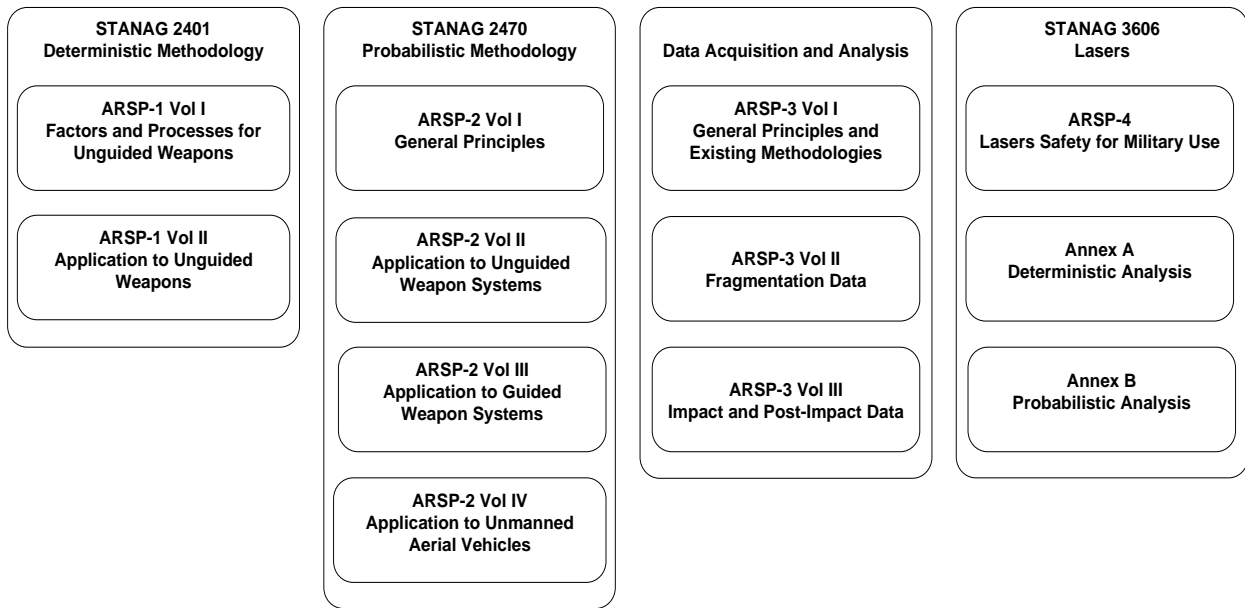 STANAG 2401
Deterministic Methodology
ARSP-1 Vol I
Factors and Processes for
Unguided Weapons
ARSP-1 Vol II
Application to Unguided
Weapons
STANAG 2470
Probabilistic Methodology
ARSP-2 Vol I
General Principles
ARSP-2 Vol II
Application to Unguided
Weapon Systems
ARSP-2 Vol III
Application to Guided
Weapon Systems
ARSP-2 Vol IV
Application to Unmanned
Aerial Vehicles
Data Acquisition and Analysis
ARSP-3 Vol I
General Principles and
Existing Methodologies
ARSP-3 Vol II
Fragmentation Data
ARSP-3 Vol III
Impact and Post-Impact Data
STANAG 3606
Lasers
ARSP-4
Lasers Safety for Military Use
Annex A
Deterministic Analysis
Annex B
Probabilistic Analysis